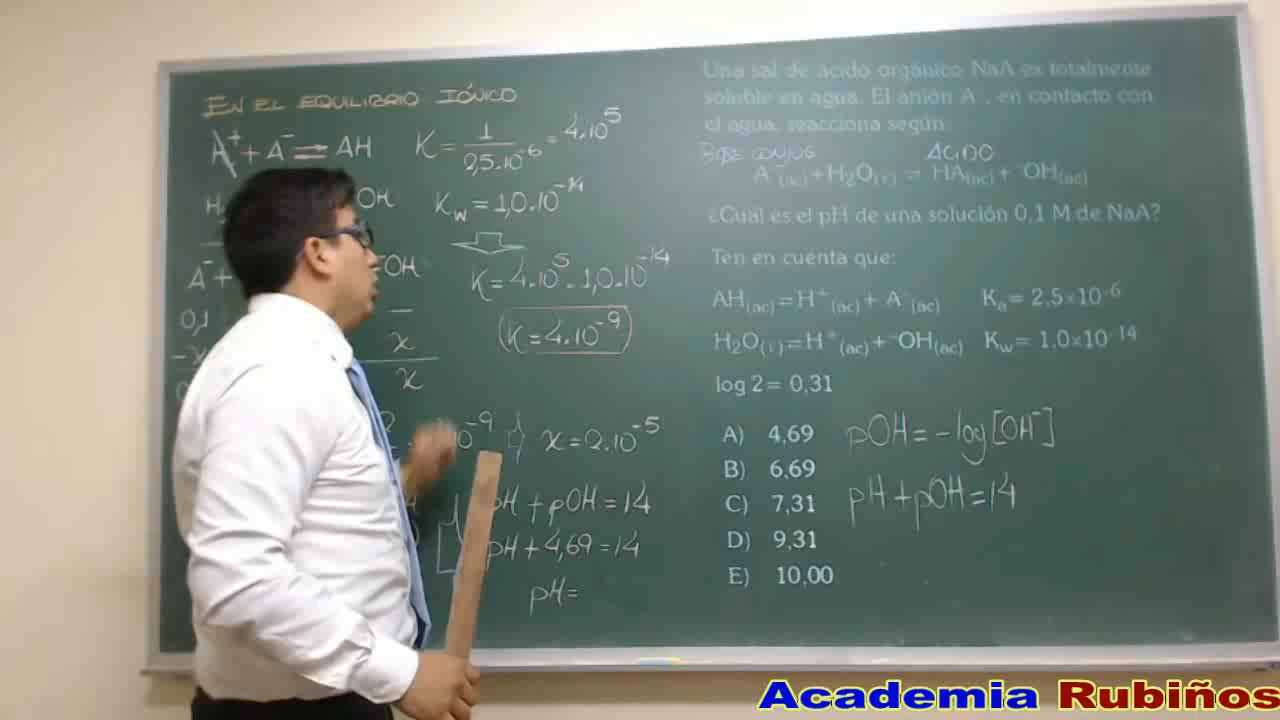 EN EL EQUILIBRIO IÓNICO
A⁺ + A⁻ ⇌ AH
K = 1/2,5.10⁻⁶ = 4.10⁵
OH
Kw = 1,0.10⁻¹⁴
A⁻ +
OH
K = 4.10⁵ . 1,0.10⁻¹⁴
0,1
–
K = 4.10⁻⁹
-x
x
x
10⁻⁹
x = 2.10⁻⁵
pH + pOH = 14
pH + 4,69 = 14
pH =
Una sal de ácido orgánico NaA es totalmente
soluble en agua. El anión A⁻, en contacto con
el agua, reacciona según:
BASE CONJUG ÁCIDO
A⁻(ac) + H₂O(ℓ) = HA(ac) + ⁻OH(ac)
¿Cuál es el pH de una solución 0,1 M de NaA?
Ten en cuenta que:
AH(ac) = H⁺(ac) + A⁻(ac) Ka = 2,5×10⁻⁶
H₂O(ℓ) = H⁺(ac) + ⁻OH(ac) Kw = 1,0×10⁻¹⁴
log 2 = 0,31
A) 4,69
B) 6,69
C) 7,31
D) 9,31
E) 10,00
pOH = -log[OH⁻]
pH + pOH = 14
Academia Rubiños